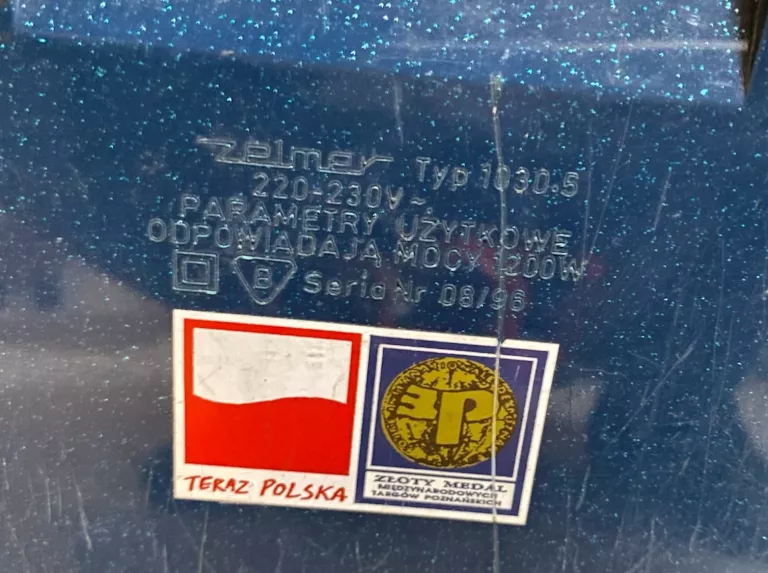 zelmer Typ 1030.5
220-230V~
PARAMETRY UŻYTKOWE
ODPOWIADAJĄ MOCY 1200W
B Seria Nr 08/96
TERAZ POLSKA
ZŁOTY MEDAL
MIĘDZYNARODOWYCH
TARGÓW POZNAŃSKICH